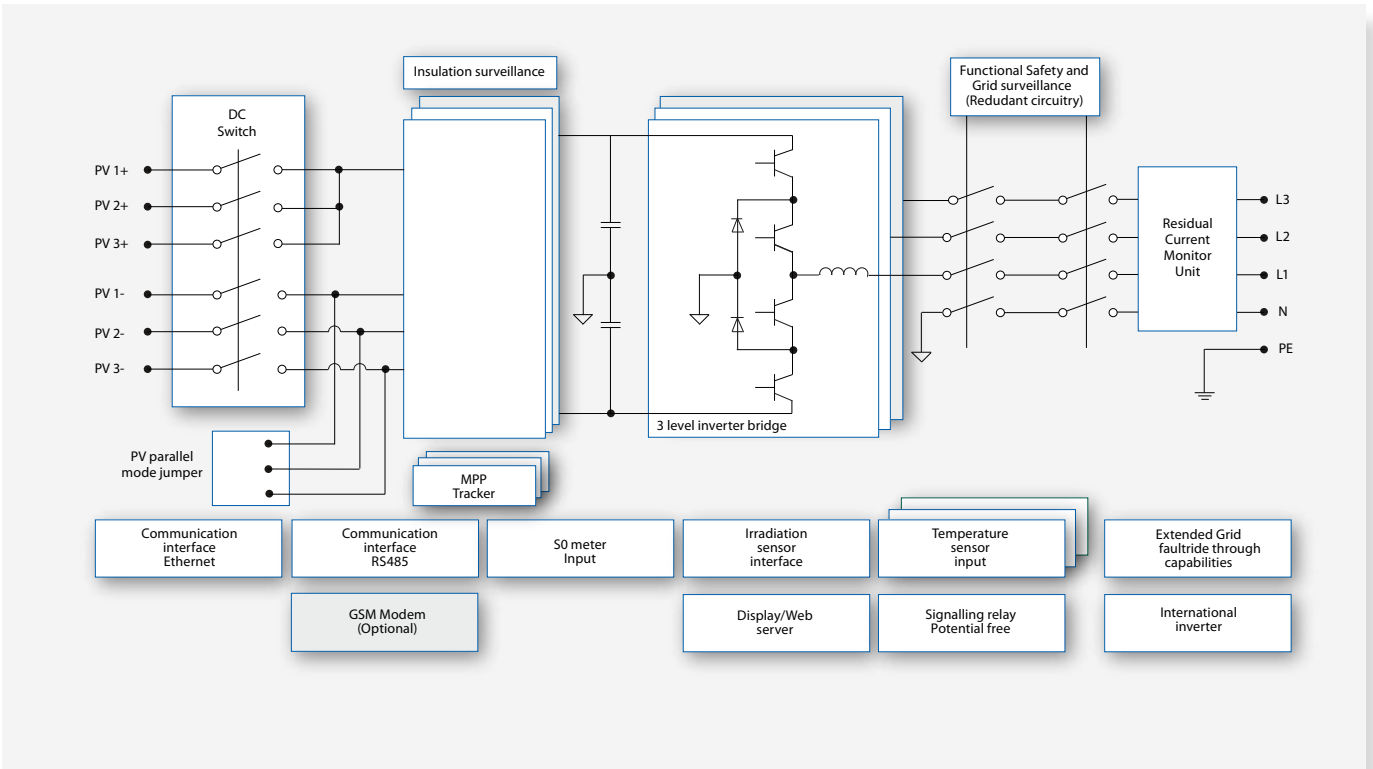 Insulation surveillance
Functional Safety and
Grid surveillance
(Redudant circuitry)
DC
Switch
PV 1+
PV 2+
PV 3+
PV 1-
PV 2-
PV 3-
L3
L2
L1
N
PE
Residual
Current
Monitor
Unit
3 level inverter bridge
PV parallel
mode jumper
MPP
Tracker
Communication
interface
Ethernet
Communication
interface
RS485
S0 meter
Input
Irradiation
sensor
interface
Temperature
sensor
input
Extended Grid
faultride through
capabilities
GSM Modem
(Optional)
Display/Web
server
Signalling relay
Potential free
International
inverter